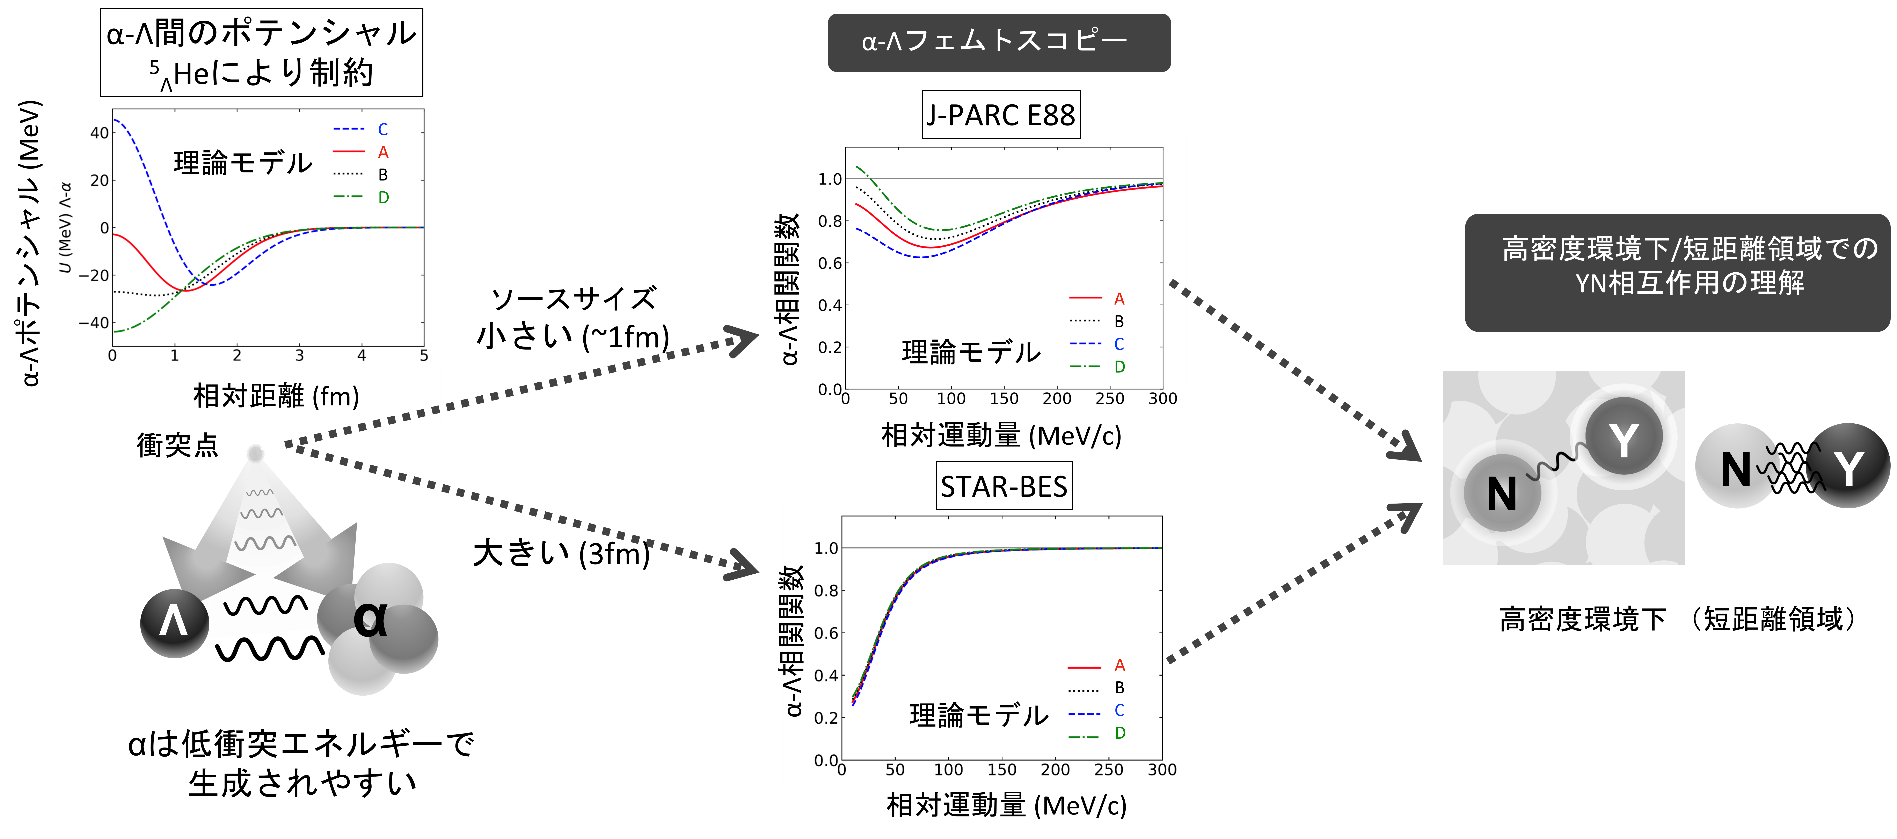 α-Λ間のポテンシャル
⁵ΛHeにより制約
α-Λポテンシャル (MeV)
U (MeV) Λ-α
40
20
0
−20
−40
C
A
B
D
理論モデル
0 1 2 3 4 5
相対距離 (fm)
衝突点
Λ
α
αは低衝突エネルギーで
生成されやすい
ソースサイズ
小さい (~1fm)
大きい (3fm)
α-Λフェムトスコピー
J-PARC E88
α-Λ相関関数
1.0
0.8
0.6
0.4
0.2
0.0
A
B
C
D
理論モデル
0 50 100 150 200 250 300
相対運動量 (MeV/c)
STAR-BES
α-Λ相関関数
1.0
0.8
0.6
0.4
0.2
0.0
A
B
C
D
理論モデル
0 50 100 150 200 250 300
相対運動量 (MeV/c)
高密度環境下/短距離領域での
YN相互作用の理解
N
Y
N
Y
高密度環境下 （短距離領域）